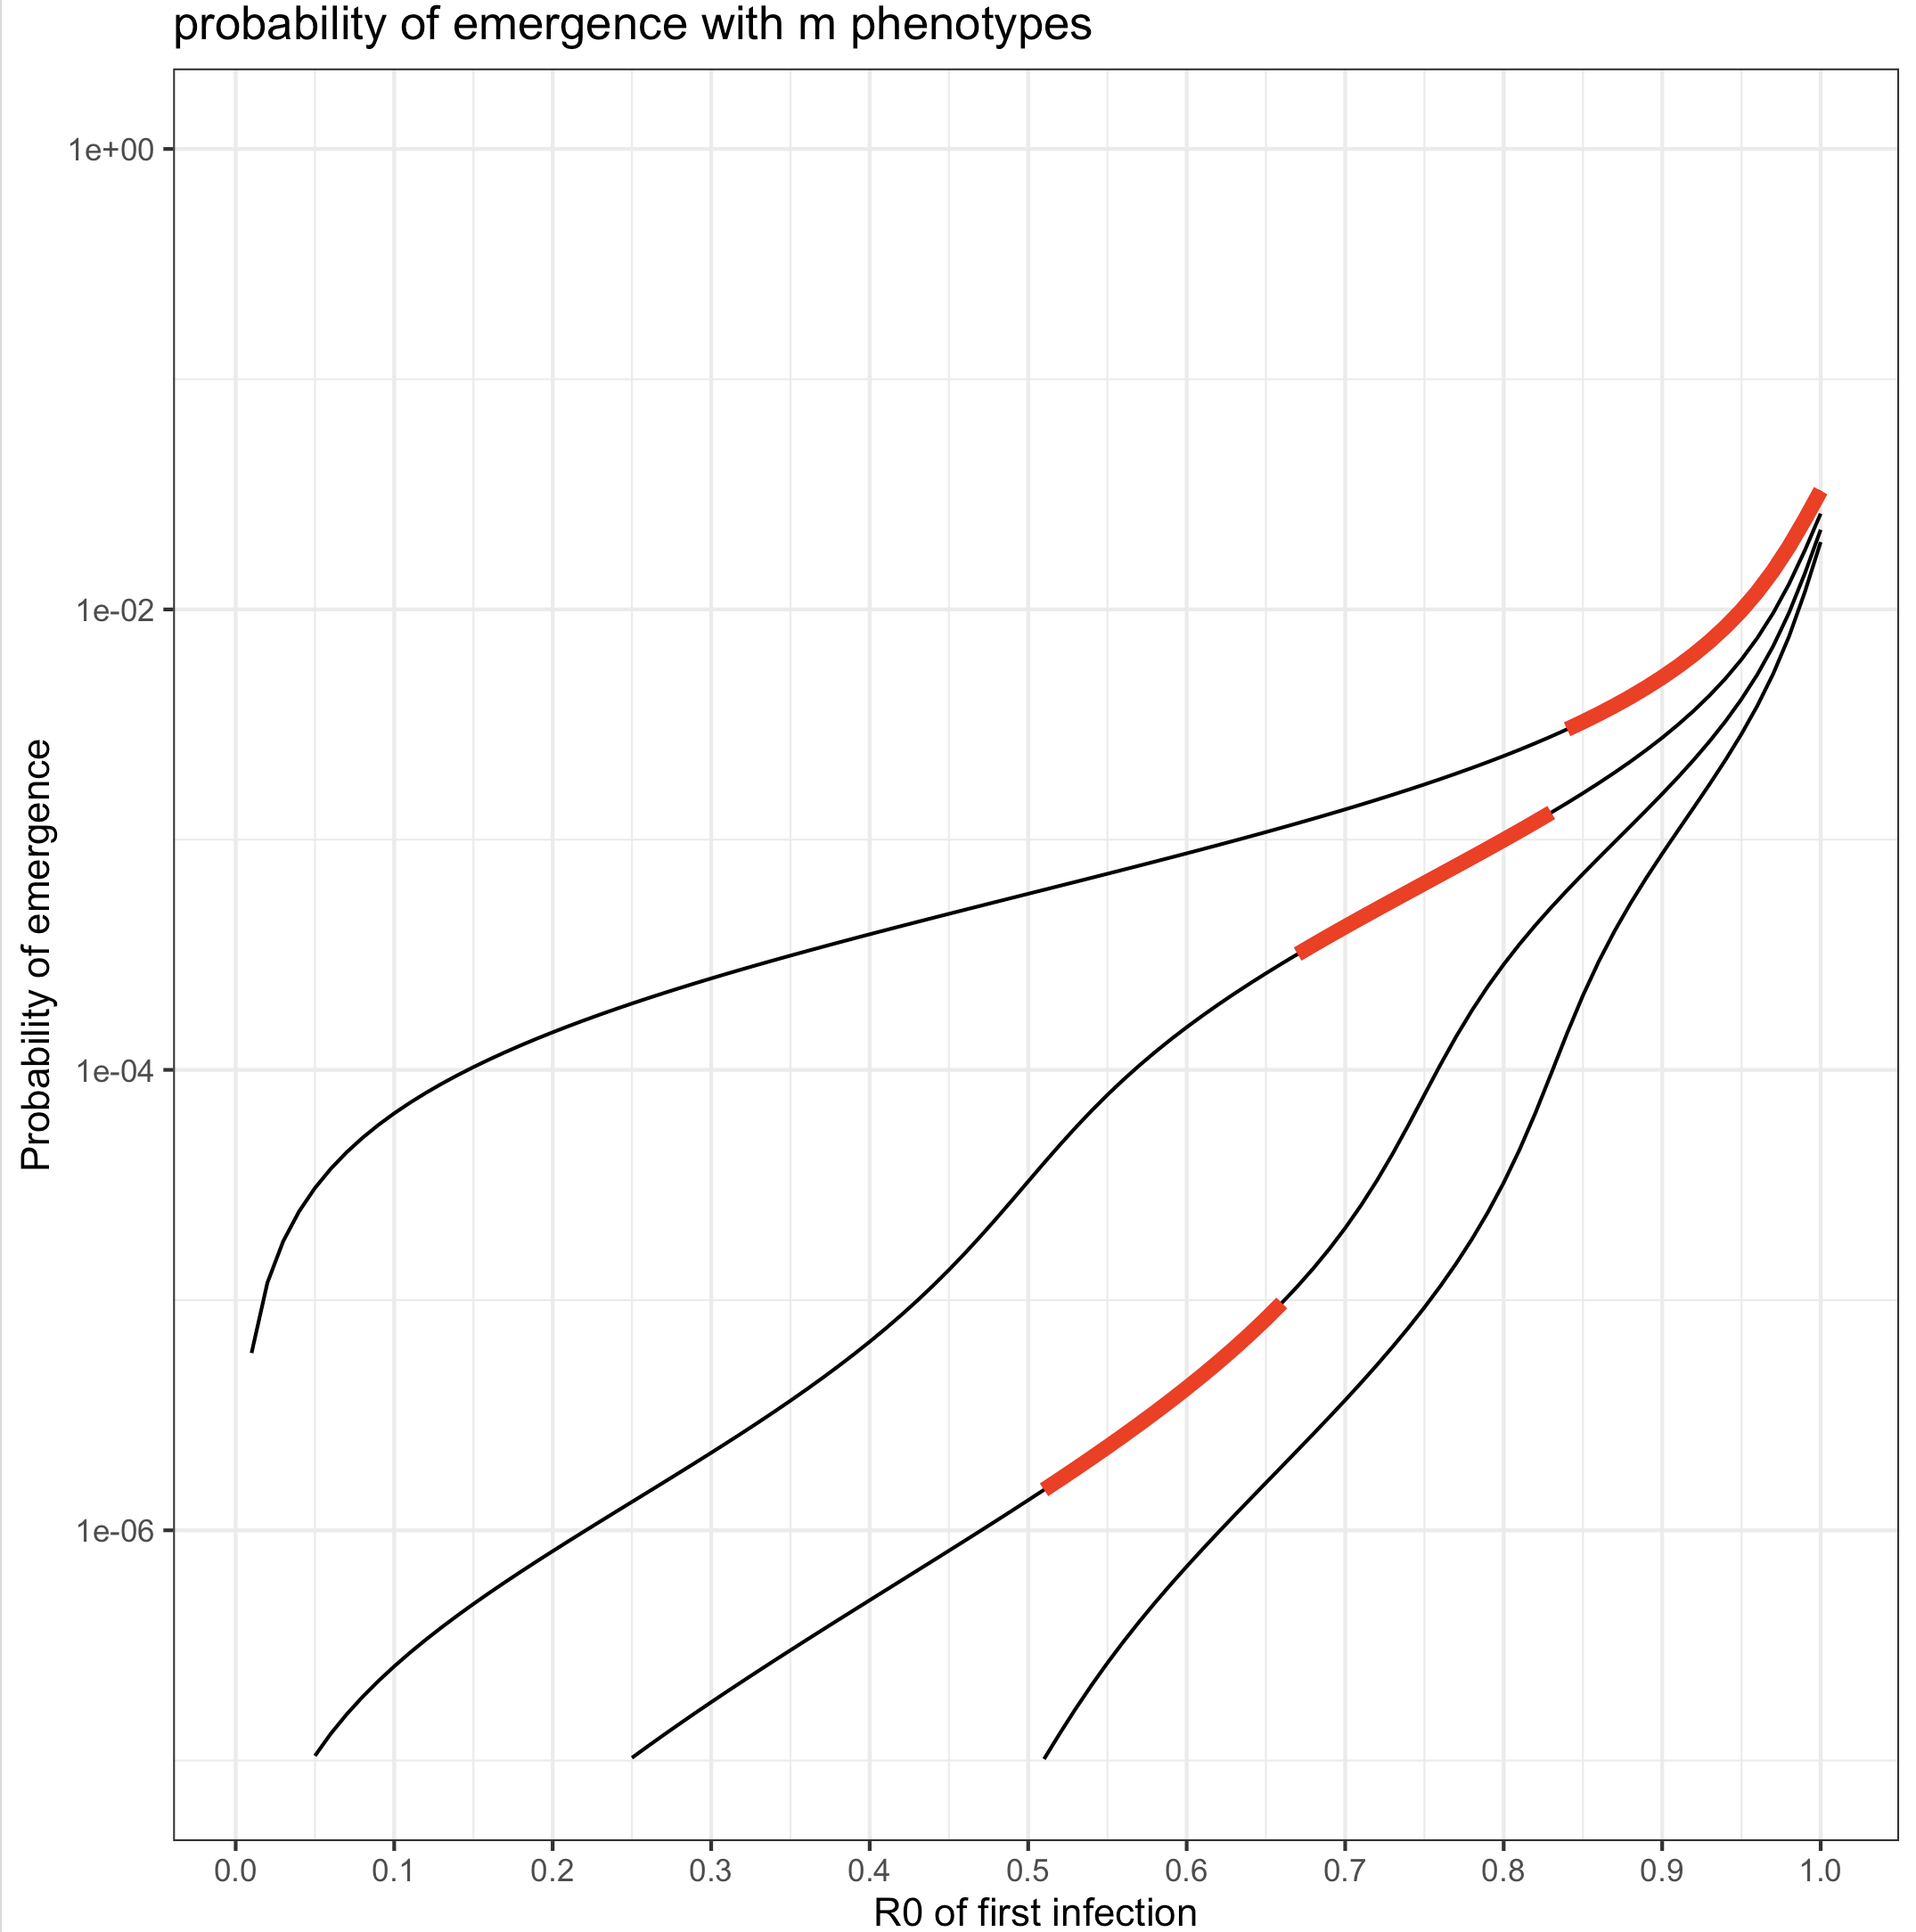 probability of emergence with m phenotypes
1e+00
1e-02
1e-04
1e-06
Probability of emergence
0.0 0.1 0.2 0.3 0.4 0.5 0.6 0.7 0.8 0.9 1.0
R0 of first infection